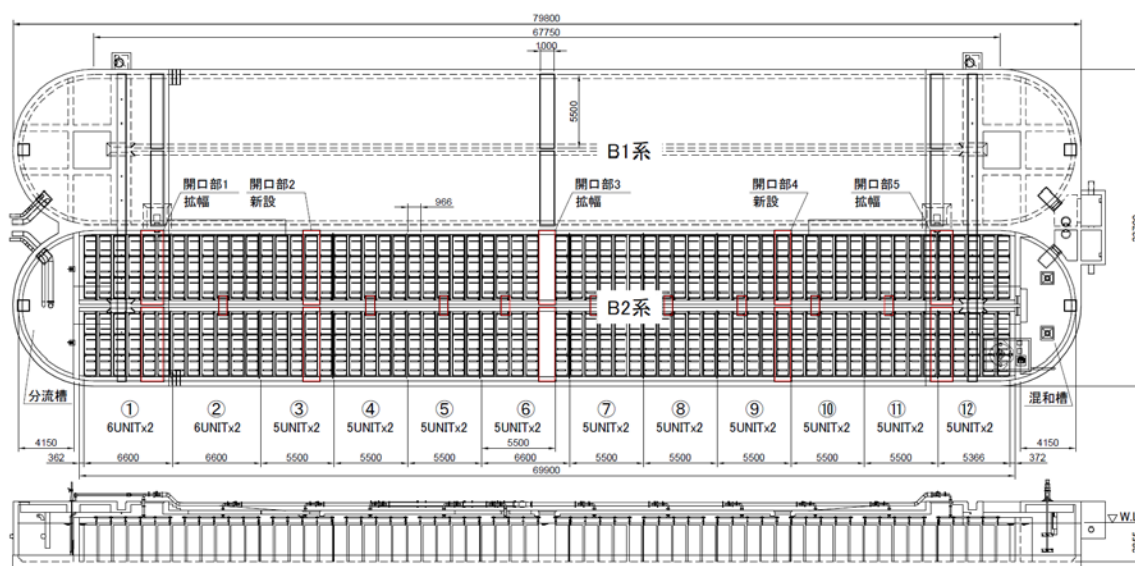 79800
67750
1000
5500
B1系
開口部1
拡幅
開口部2
新設
966
開口部3
拡幅
開口部4
新設
開口部5
拡幅
B2系
分流槽
混和槽
① ② ③ ④ ⑤ ⑥ ⑦ ⑧ ⑨ ⑩ ⑪ ⑫
6UNITx2 6UNITx2 5UNITx2 5UNITx2 5UNITx2 5UNITx2 5UNITx2 5UNITx2 5UNITx2 5UNITx2 5UNITx2 5UNITx2
4150 5500 4150
362 6600 6600 5500 5500 5500 6600 5500 5500 5500 5500 5500 5366 372
69900
▽W.L